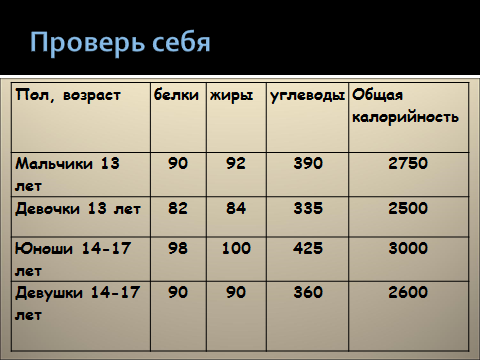 Проверь себя
Пол, возраст белки жиры углеводы Общая
калорийность
Мальчики 13 90 92 390 2750
лет
Девочки 13 лет 82 84 335 2500
Юноши 14-17 98 100 425 3000
лет
Девушки 14-17 90 90 360 2600
лет